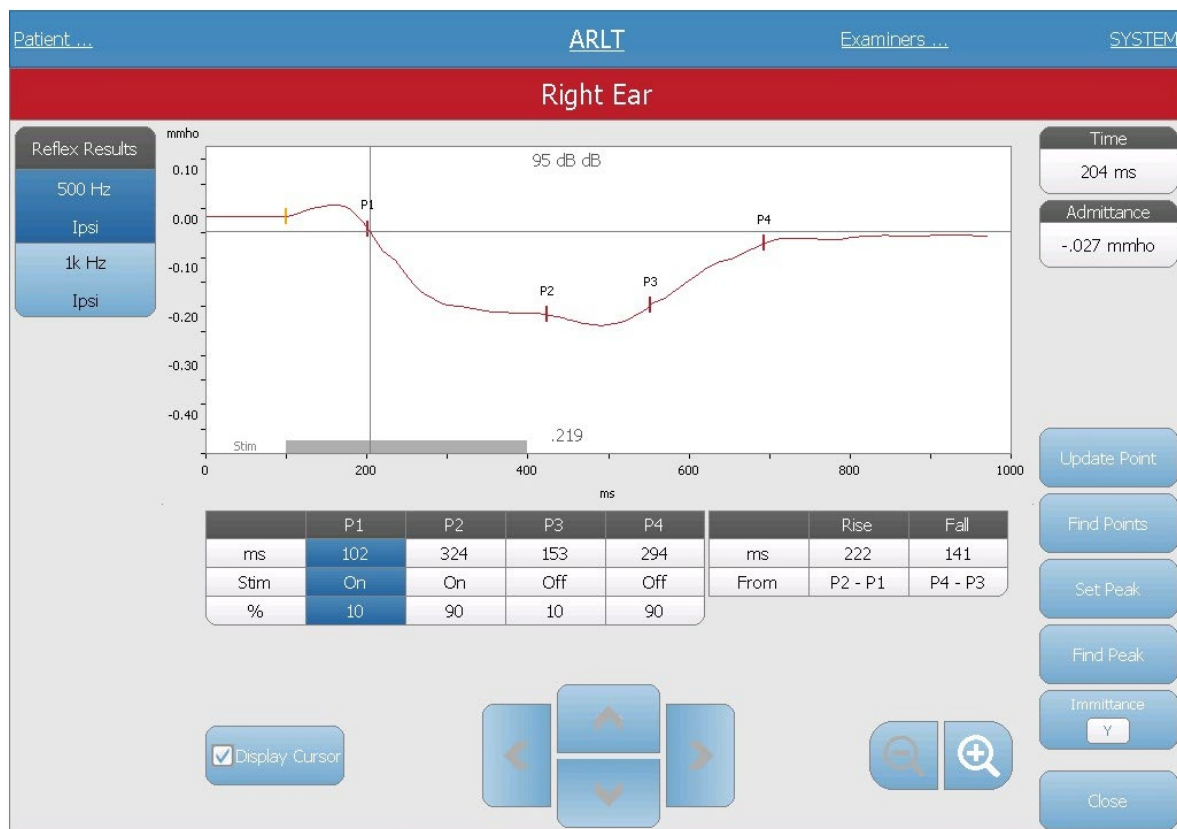 Patient ...
ARLT
Examiners ...
SYSTEM
Right Ear
Reflex Results
500 Hz
Ipsi
1k Hz
Ipsi
mmho
0.10
0.00
-0.10
-0.20
-0.30
-0.40
95 dB dB
P1
P2
P3
P4
Stim
.219
0 200 400 600 800 1000
ms
Time
204 ms
Admittance
-.027 mmho
P1 P2 P3 P4
ms 102 324 153 294
Stim On On Off Off
% 10 90 10 90
Rise Fall
ms 222 141
From P2 - P1 P4 - P3
Update Point
Find Points
Set Peak
Find Peak
Immittance
Y
Close
Display Cursor